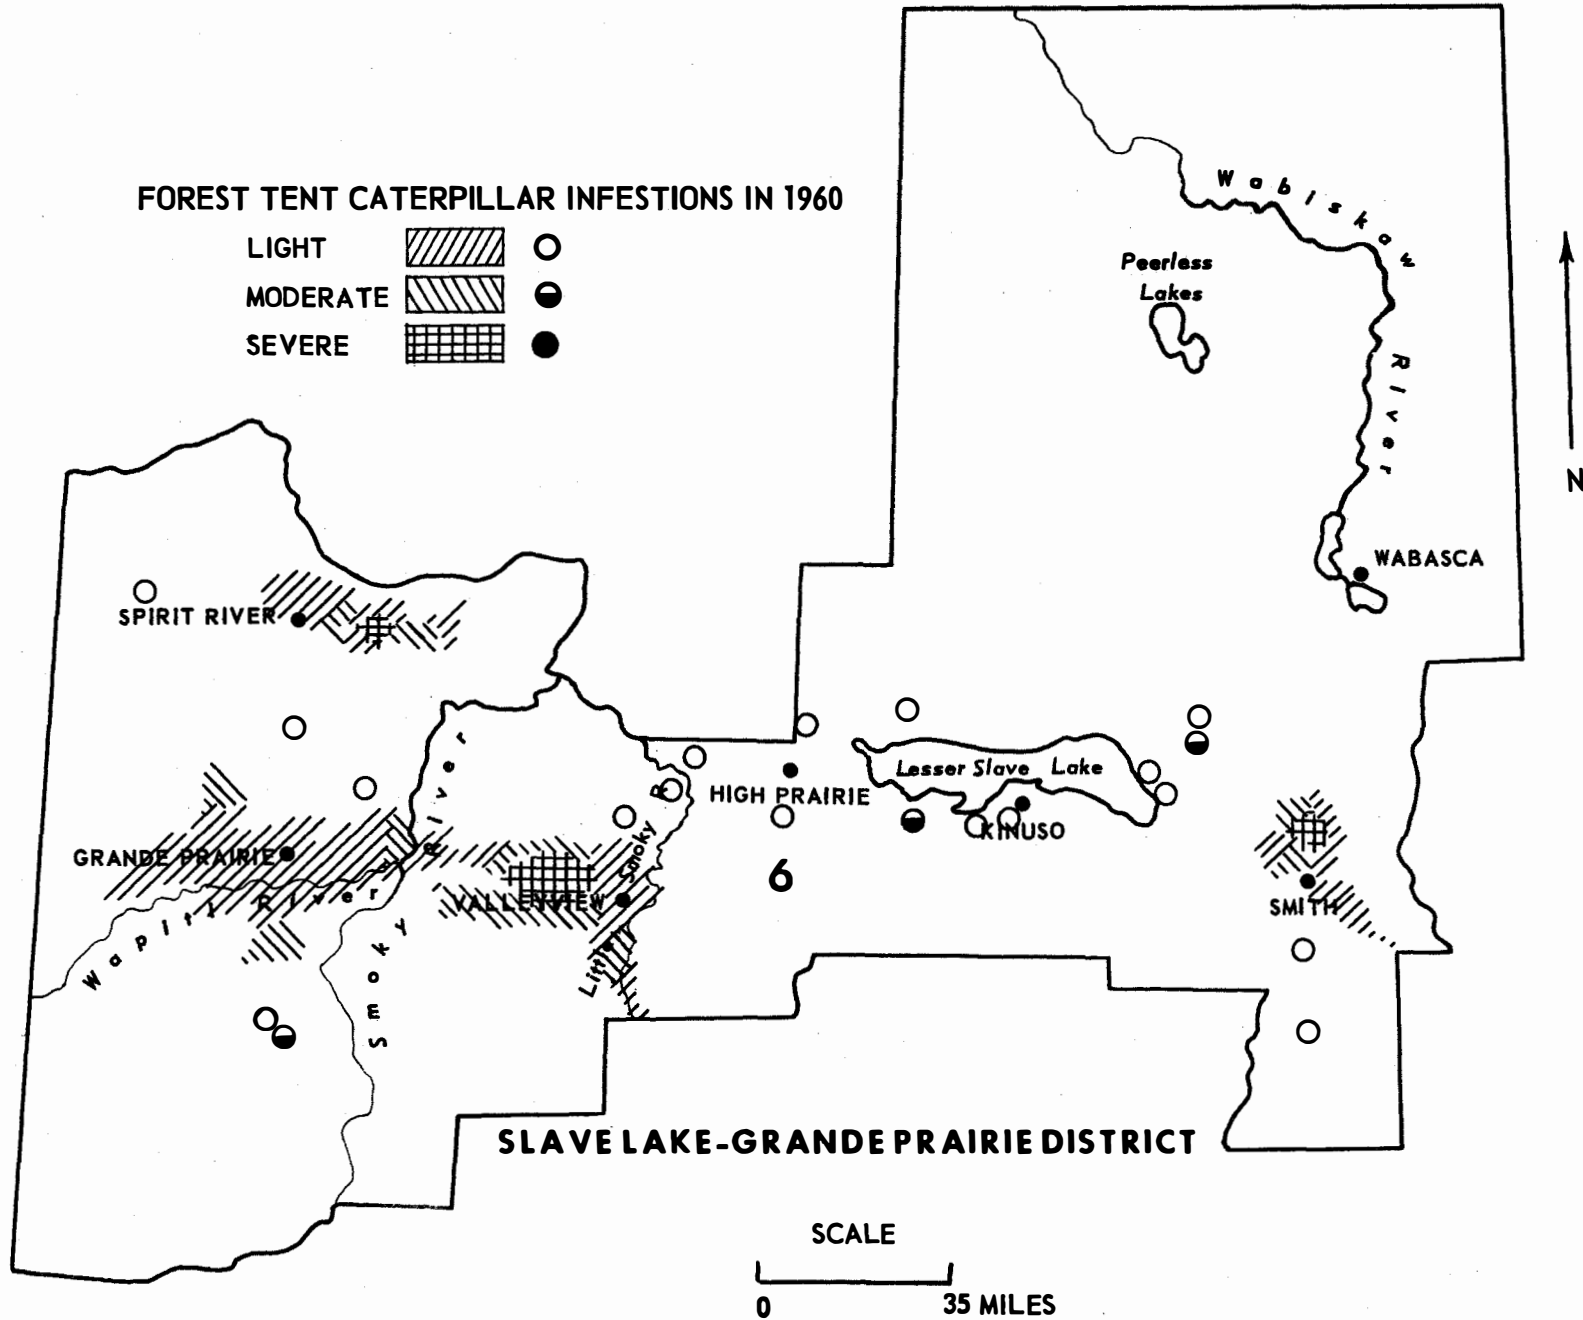 FOREST TENT CATERPILLAR INFESTIONS IN 1960
LIGHT
MODERATE
SEVERE
Wabiskaw River
Peerless
Lakes
N
WABASCA
SPIRIT RIVER
Lesser Slave Lake
HIGH PRAIRIE
KINUSO
GRANDE PRAIRIE
Smoky River
Wapiti River
VALLEYVIEW
Little Smoky R
6
SMITH
SLAVE LAKE-GRANDE PRAIRIE DISTRICT
SCALE
0 35 MILES